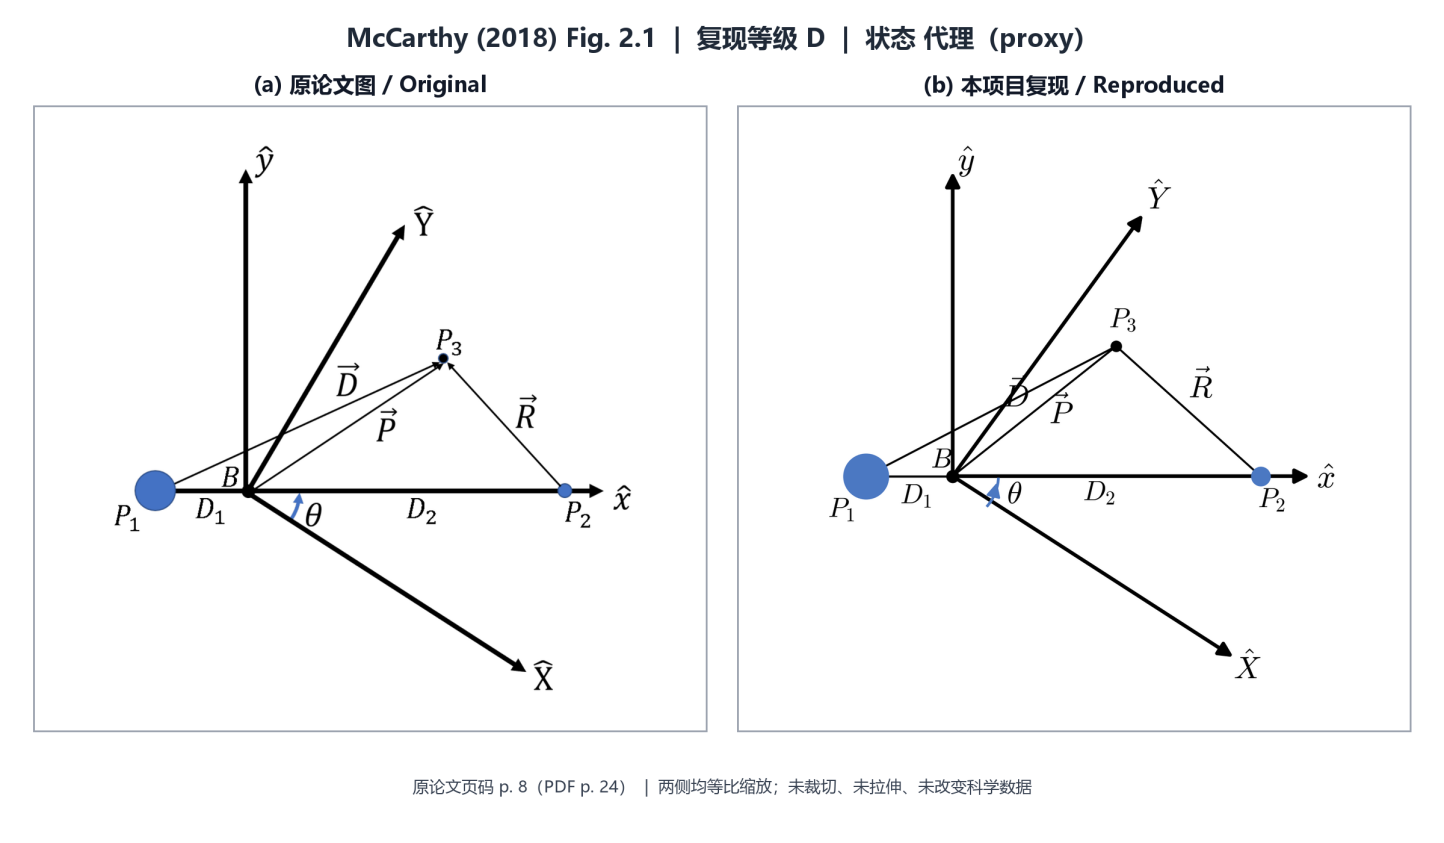 McCarthy (2018) Fig. 2.1 | 复现等级 D | 状态 代理（proxy）
(a) 原论文图 / Original
ŷ
Ŷ
P₃
D⃗
P⃗
R⃗
B
P₁
D₁
θ
D₂
P₂
x̂
X̂
(b) 本项目复现 / Reproduced
ŷ
Ŷ
P₃
D⃗
P⃗
R⃗
B
P₁
D₁
θ
D₂
P₂
x̂
X̂
原论文页码 p. 8（PDF p. 24） | 两侧均等比缩放；未裁切、未拉伸、未改变科学数据